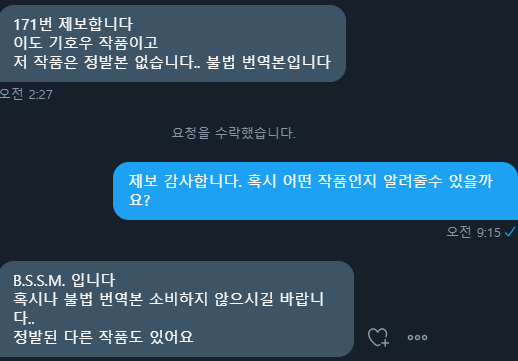 171번 제보합니다
이도 기호우 작품이고
저 작품은 정발본 없습니다.. 불법 번역본입니다
오전 2:27
요청을 수락했습니다.
제보 감사합니다. 혹시 어떤 작품인지 알려줄수 있을까
요?
오전 9:15
B.S.S.M. 입니다
혹시나 불법 번역본 소비하지 않으시길 바랍니
다..
정발된 다른 작품도 있어요